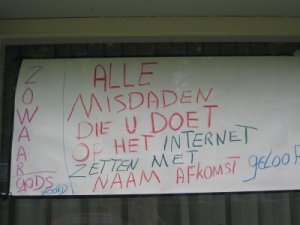 ZOWAAR
GODS
WOORD
ALLE
MISDADEN
DIE U DOET
OP HET INTERNET
ZETTEN MET
NAAM AFKOMST GELOOF